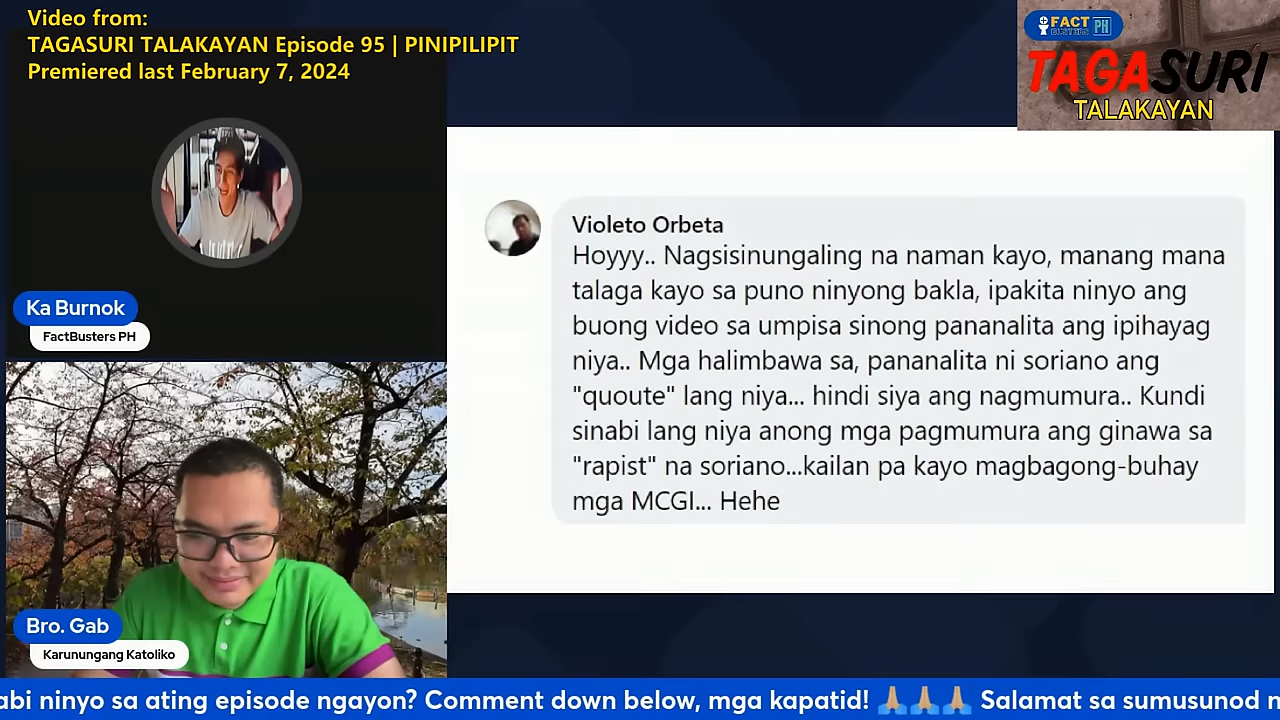 Video from:
TAGASURI TALAKAYAN Episode 95 | PINIPILIPIT
Premiered last February 7, 2024
FACT
BUSTERS PH
TAGASURI
TALAKAYAN
Violeto Orbeta
Hoyyy.. Nagsisinungaling na naman kayo, manang mana
talaga kayo sa puno ninyong bakla, ipakita ninyo ang
buong video sa umpisa sinong pananalita ang ipihayag
niya.. Mga halimbawa sa, pananalita ni soriano ang
"quoute" lang niya... hindi siya ang nagmumura.. Kundi
sinabi lang niya anong mga pagmumura ang ginawa sa
"rapist" na soriano...kailan pa kayo magbagong-buhay
mga MCGI... Hehe
Ka Burnok
FactBusters PH
Bro. Gab
Karunungang Katoliko
abi ninyo sa ating episode ngayon? Comment down below, mga kapatid! 🙏🙏🙏 Salamat sa sumusunod